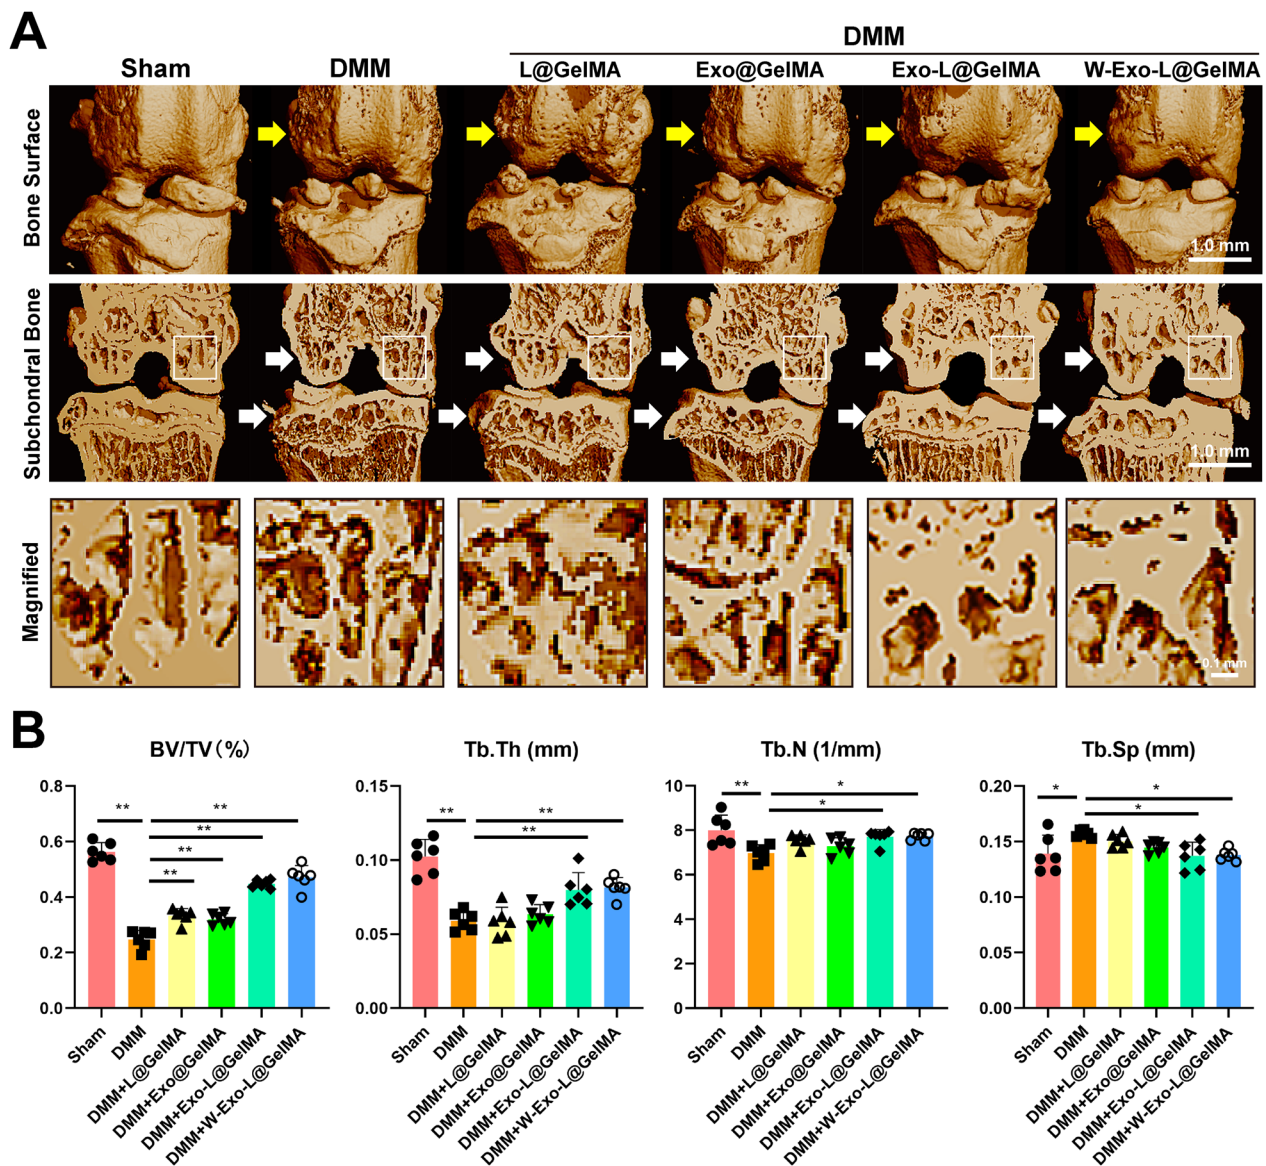 A
DMM
Sham
DMM
L@GelMA
Exo@GelMA
Exo-L@GelMA
W-Exo-L@GelMA
Bone Surface
1.0 mm
Subchondral Bone
1.0 mm
Magnified
0.1 mm
B
BV/TV(%)
0.8
0.6
0.4
0.2
0.0
**
**
**
**
**
Sham
DMM
DMM+L@GelMA
DMM+Exo@GelMA
DMM+Exo-L@GelMA
DMM+W-Exo-L@GelMA
Tb.Th (mm)
0.15
0.10
0.05
0.00
**
**
**
Sham
DMM
DMM+L@GelMA
DMM+Exo@GelMA
DMM+Exo-L@GelMA
DMM+W-Exo-L@GelMA
Tb.N (1/mm)
10
8
6
4
2
0
**
*
*
Sham
DMM
DMM+L@GelMA
DMM+Exo@GelMA
DMM+Exo-L@GelMA
DMM+W-Exo-L@GelMA
Tb.Sp (mm)
0.20
0.15
0.10
0.05
0.00
*
*
*
Sham
DMM
DMM+L@GelMA
DMM+Exo@GelMA
DMM+Exo-L@GelMA
DMM+W-Exo-L@GelMA